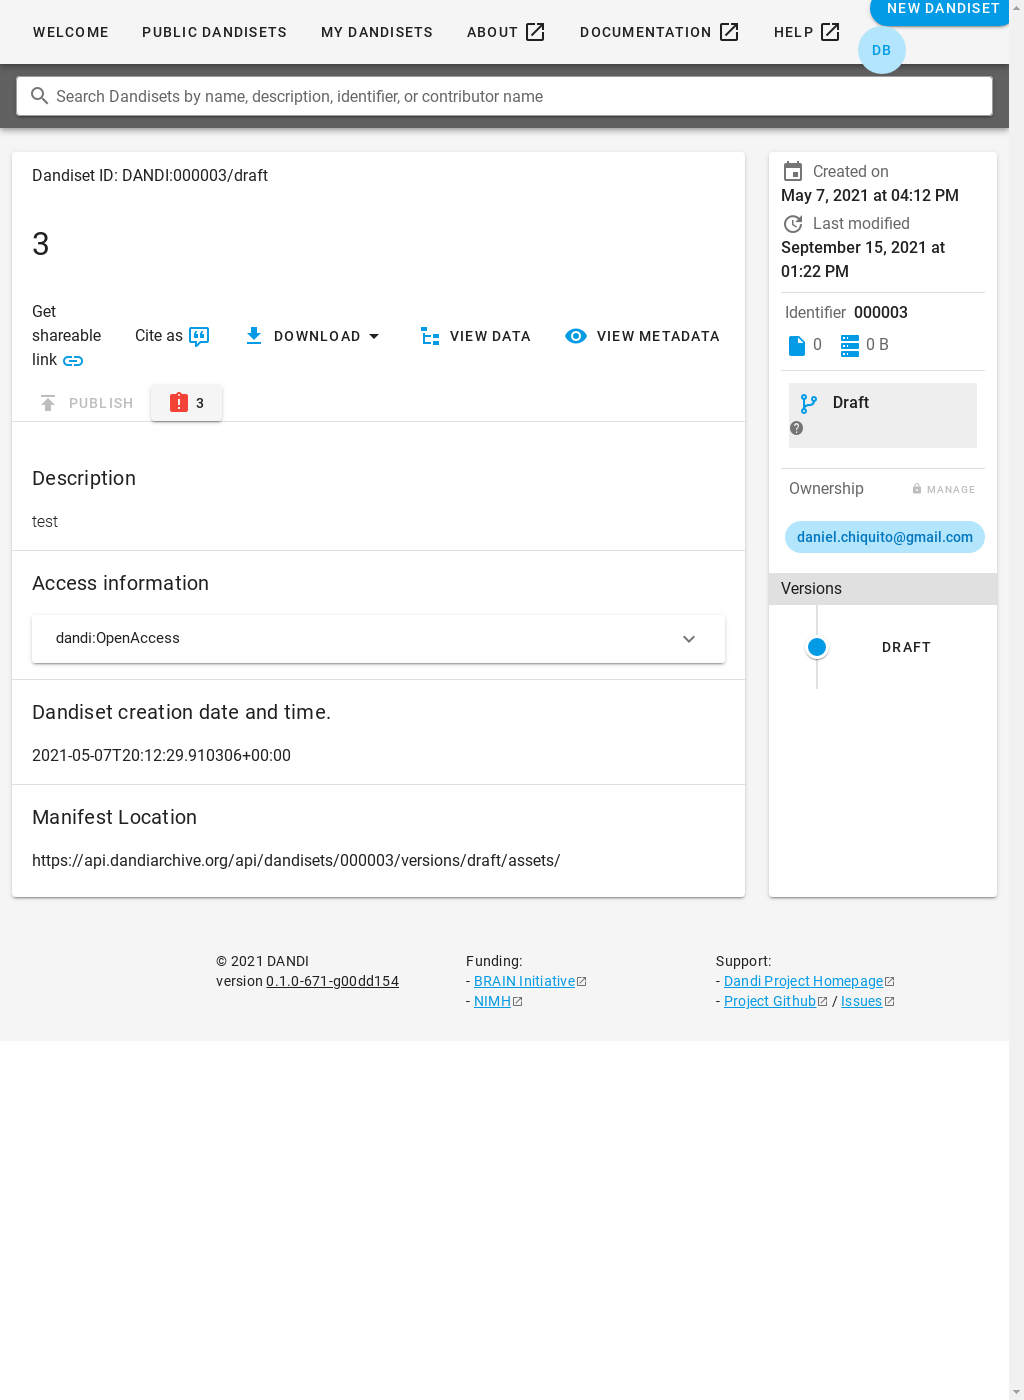 NEW DANDISET
WELCOME PUBLIC DANDISETS MY DANDISETS ABOUT DOCUMENTATION HELP
DB
Search Dandisets by name, description, identifier, or contributor name
Dandiset ID: DANDI:000003/draft
3
Get
shareable
link
Cite as
DOWNLOAD
VIEW DATA
VIEW METADATA
PUBLISH
3
Description
test
Access information
dandi:OpenAccess
Dandiset creation date and time.
2021-05-07T20:12:29.910306+00:00
Manifest Location
https://api.dandiarchive.org/api/dandisets/000003/versions/draft/assets/
Created on
May 7, 2021 at 04:12 PM
Last modified
September 15, 2021 at
01:22 PM
Identifier 000003
0 0 B
Draft
Ownership MANAGE
daniel.chiquito@gmail.com
Versions
DRAFT
© 2021 DANDI
version 0.1.0-671-g00dd154
Funding:
- BRAIN Initiative
- NIMH
Support:
- Dandi Project Homepage
- Project Github / Issues